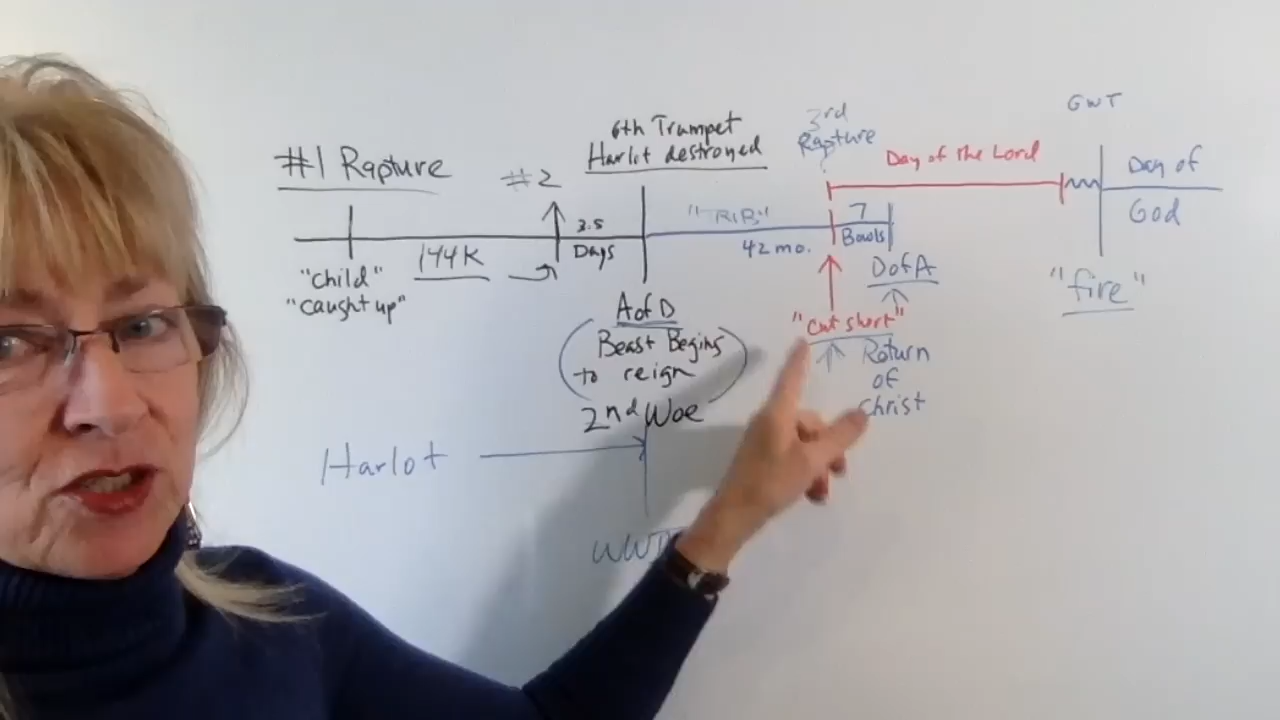 GWT
6th Trumpet
Harlot destroyed
3rd
Rapture
#1 Rapture
#2
Day of the Lord
Day of
God
144K
3.5
Days
"TRIB"
42 mo.
7
Bowls
"child"
"caught up"
D of A
"fire"
A of D
Beast Begins
to reign
2nd Woe
"cut short"
Return
of
Christ
Harlot